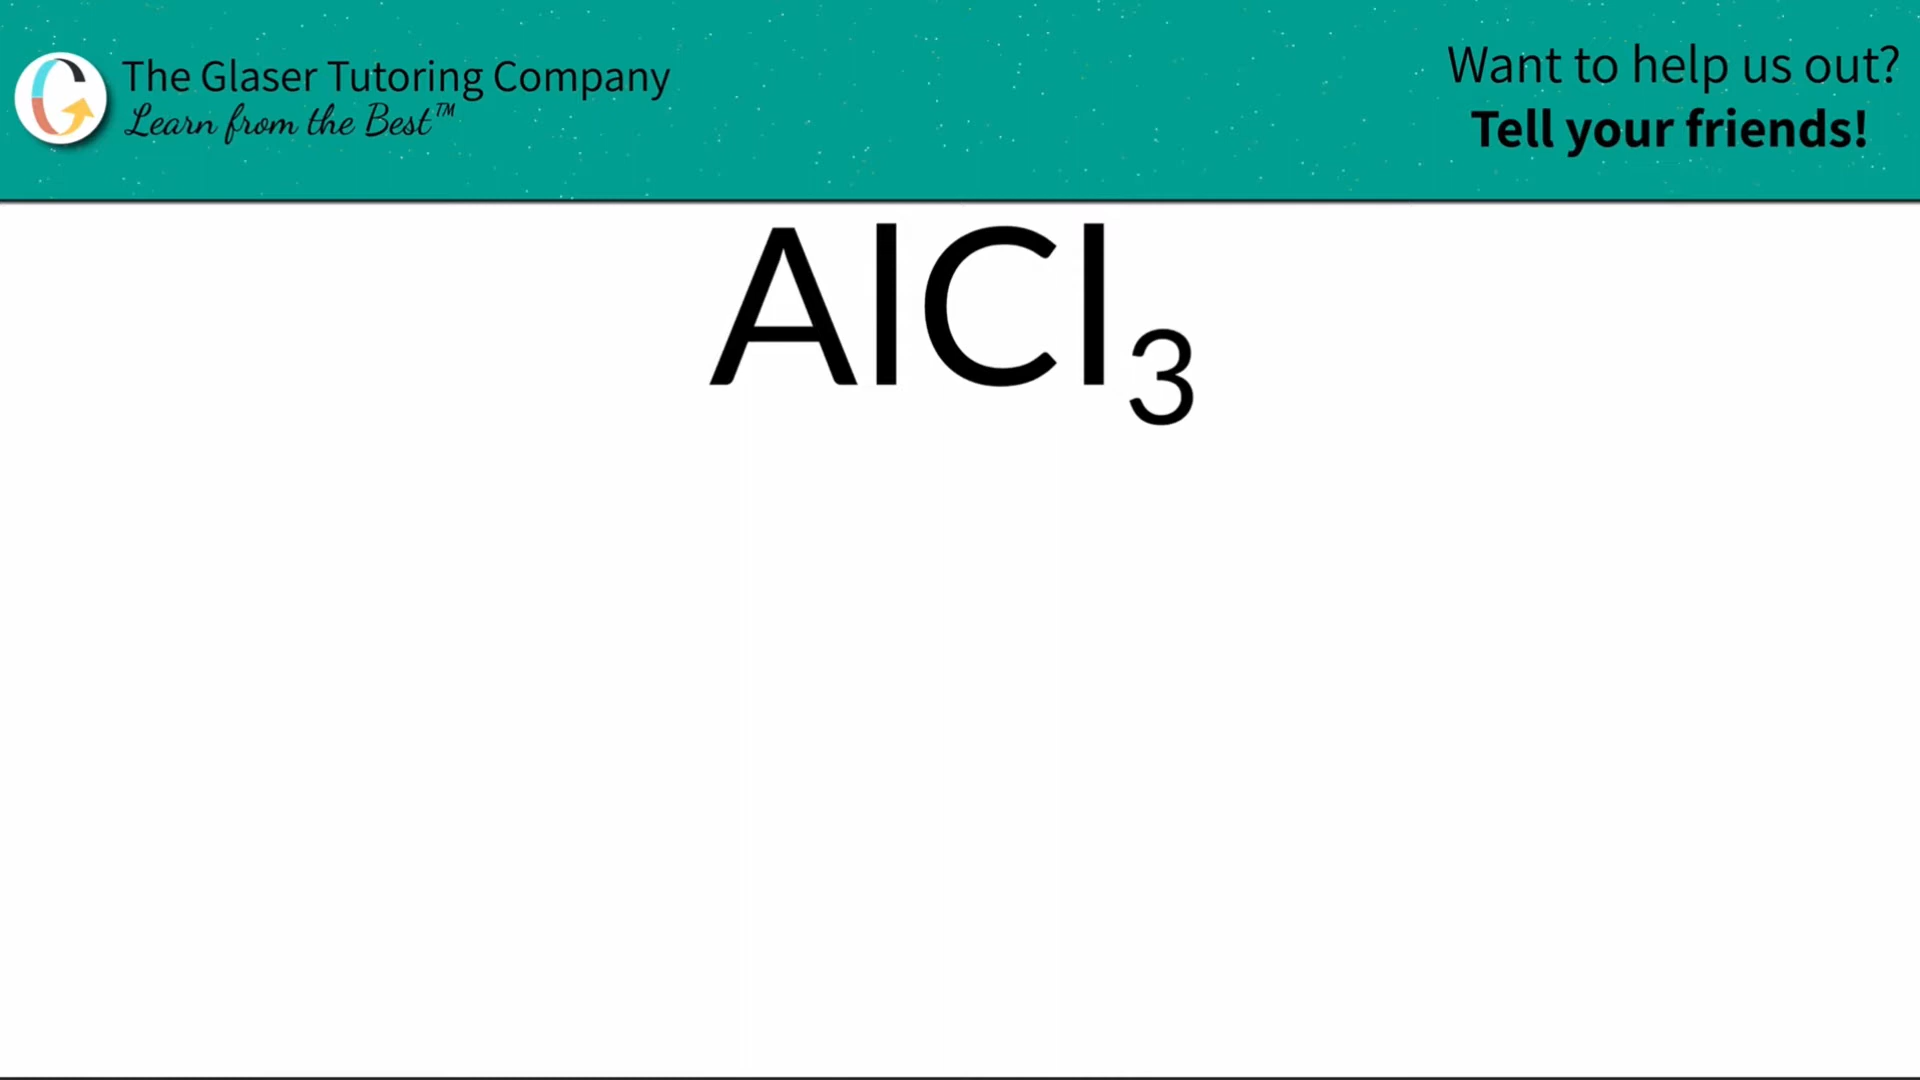 The Glaser Tutoring Company
Learn from the Best™
Want to help us out?
Tell your friends!
AlCl₃